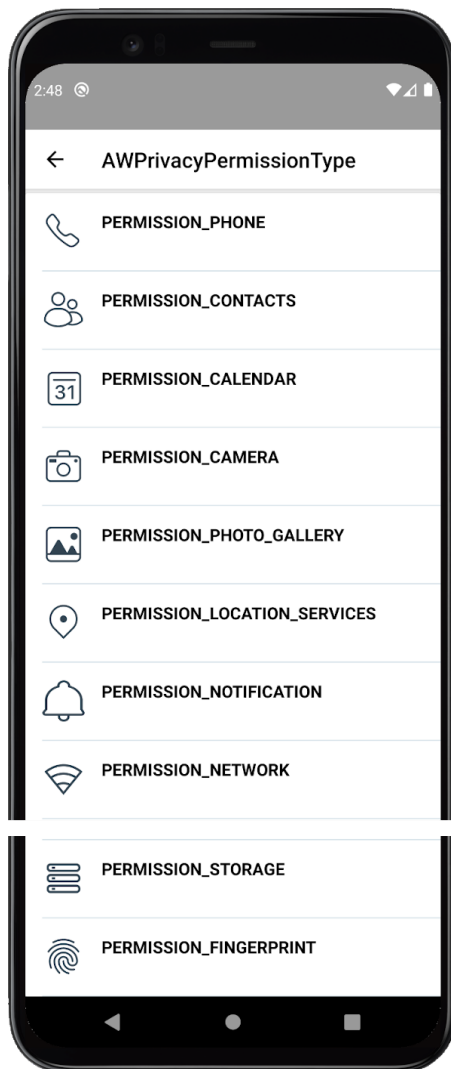 2:48
AWPrivacyPermissionType
PERMISSION_PHONE
PERMISSION_CONTACTS
31
PERMISSION_CALENDAR
PERMISSION_CAMERA
PERMISSION_PHOTO_GALLERY
PERMISSION_LOCATION_SERVICES
PERMISSION_NOTIFICATION
PERMISSION_NETWORK
PERMISSION_STORAGE
PERMISSION_FINGERPRINT